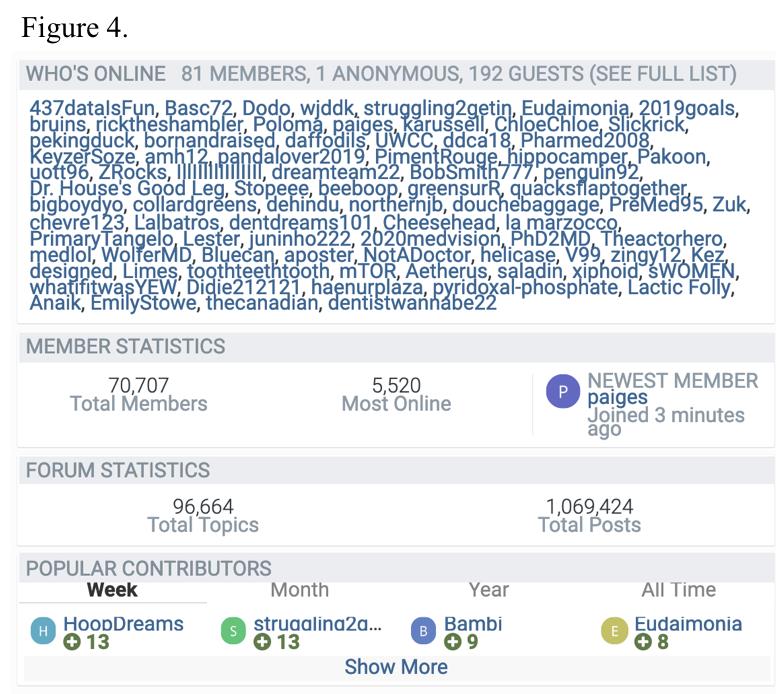 Figure 4.
WHO'S ONLINE 81 MEMBERS, 1 ANONYMOUS, 192 GUESTS (SEE FULL LIST)
437dataIsFun, Basc72, Dodo, wjddk, struggling2getin, Eudaimonia, 2019goals,
bruins, ricktheshambler, Poloma, paiges, karussell, ChloeChloe, Slickrick,
pekingduck, bornandraised, daffodils, UWCC, ddca18, Pharmed2008,
KeyzerSoze, amh12, pandalover2019, PimentRouge, hippocamper, Pakoon,
uott96, ZRocks, dreamteam22, BobSmith777, penguin92,
Dr. House's Good Leg, Stopeee, beeboop, greensurR, quacksflaptogether,
bigboydyo, collardgreens, dehindu, northernjb, douchebaggage, PreMed95, Zuk,
chevre123, L'albatros, dentdreams101, Cheesehead, la marzocco,
PrimaryTangelo, Lester, juninho222, 2020medvision, PhD2MD, Theactorhero,
medlol, WolferMD, Bluecan, aposter, NotADoctor, helicase, V99, zingy12, Kez,
designed, Limes, toothteethtooth, mTOR, Aetherus, saladin, xiphoid, sWOMEN,
whatifitwasYEW, Didie212121, haenurplaza, pyridoxal-phosphate, Lactic Folly,
Anaik, EmilyStowe, thecanadian, dentistwannabe22
MEMBER STATISTICS
70,707
Total Members
5,520
Most Online
P
NEWEST MEMBER
paiges
Joined 3 minutes
ago
FORUM STATISTICS
96,664
Total Topics
1,069,424
Total Posts
POPULAR CONTRIBUTORS
Week Month Year All Time
H HoopDreams
13
S struggling2g...
13
B Bambi
9
E Eudaimonia
8
Show More